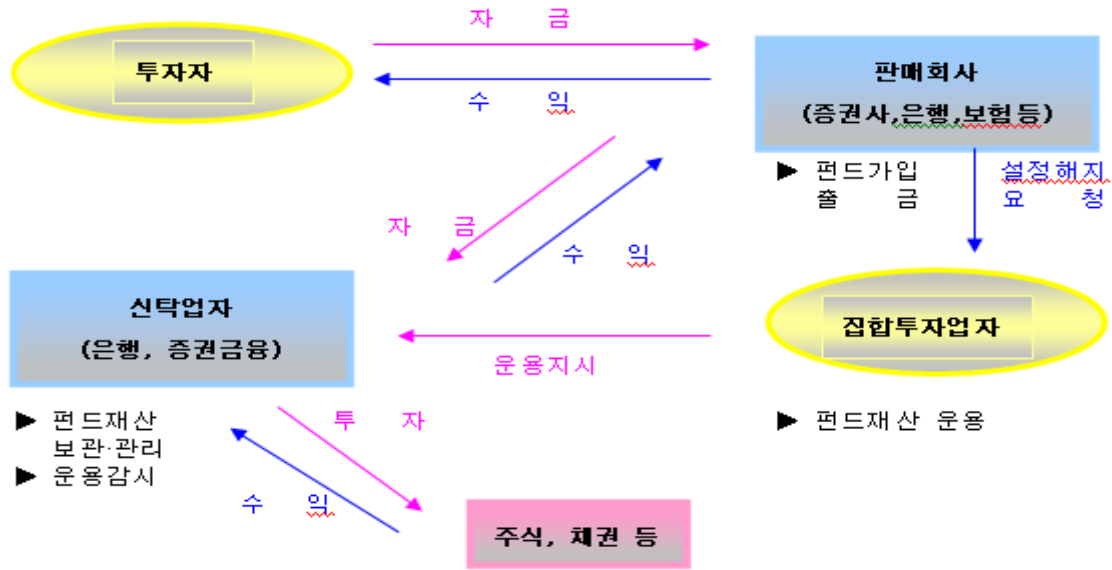 자 금
투자자
수 익
판매회사
(증권사,은행,보험등)
▶ 펀드가입
출 금
설정해지
요 청
자 금
수 익
신탁업자
(은행, 증권금융)
운용지시
집합투자업자
▶ 펀드재산
보관·관리
▶ 운용감시
▶ 펀드재산 운용
투 자
수 익
주식, 채권 등